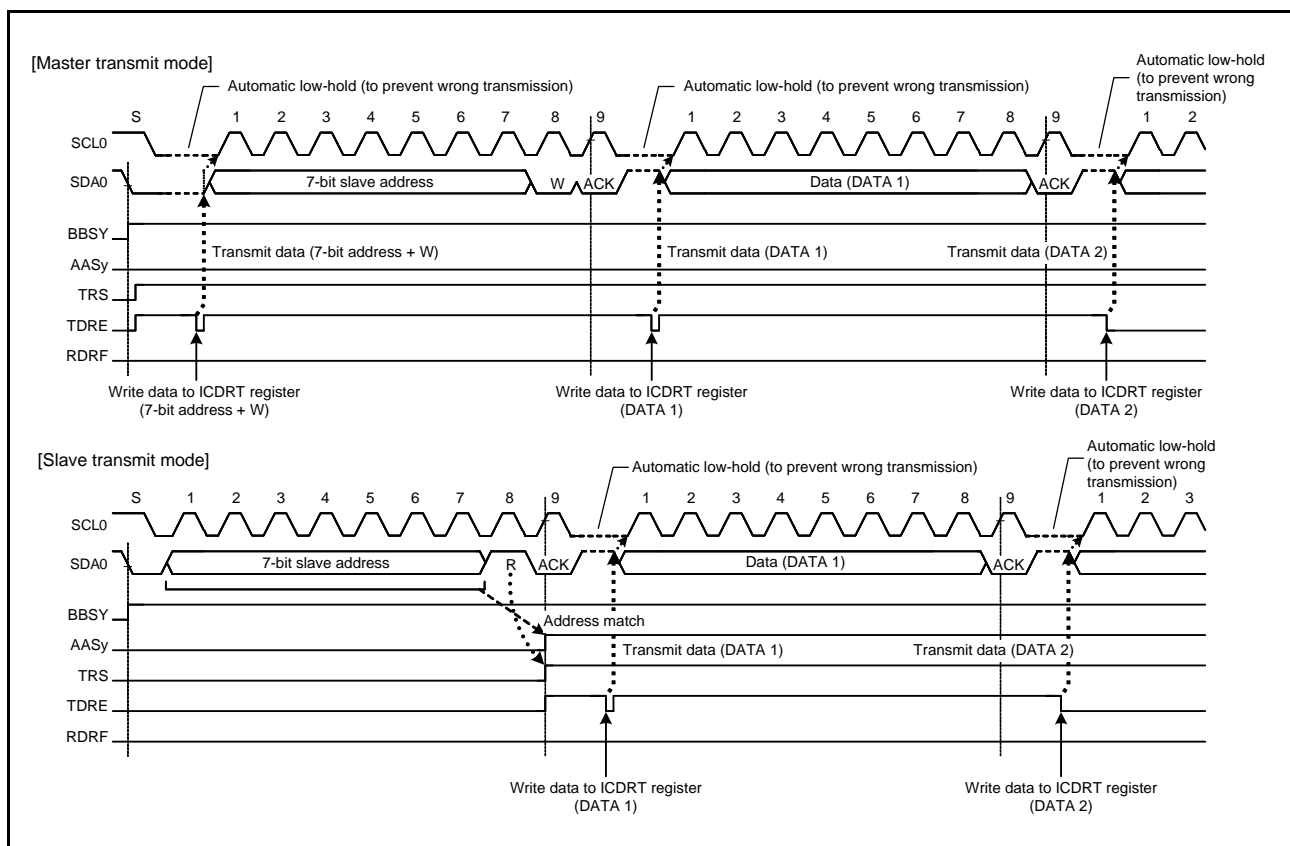 [Master transmit mode]
Automatic low-hold (to prevent wrong transmission)
Automatic low-hold (to prevent wrong transmission)
Automatic low-hold
(to prevent wrong
transmission)
S 1 2 3 4 5 6 7 8 9 1 2 3 4 5 6 7 8 9 1 2
SCL0
SDA0 7-bit slave address W ACK Data (DATA 1) ACK
BBSY
Transmit data (7-bit address + W) Transmit data (DATA 1) Transmit data (DATA 2)
AASy
TRS
TDRE
RDRF
Write data to ICDRT register
(7-bit address + W)
Write data to ICDRT register
(DATA 1)
Write data to ICDRT register
(DATA 2)
[Slave transmit mode]
Automatic low-hold (to prevent wrong transmission)
Automatic low-hold
(to prevent wrong
transmission)
S 1 2 3 4 5 6 7 8 9 1 2 3 4 5 6 7 8 9 1 2 3
SCL0
SDA0 7-bit slave address R ACK Data (DATA 1) ACK
BBSY
Address match
AASy
Transmit data (DATA 1) Transmit data (DATA 2)
TRS
TDRE
RDRF
Write data to ICDRT register
(DATA 1)
Write data to ICDRT register
(DATA 2)